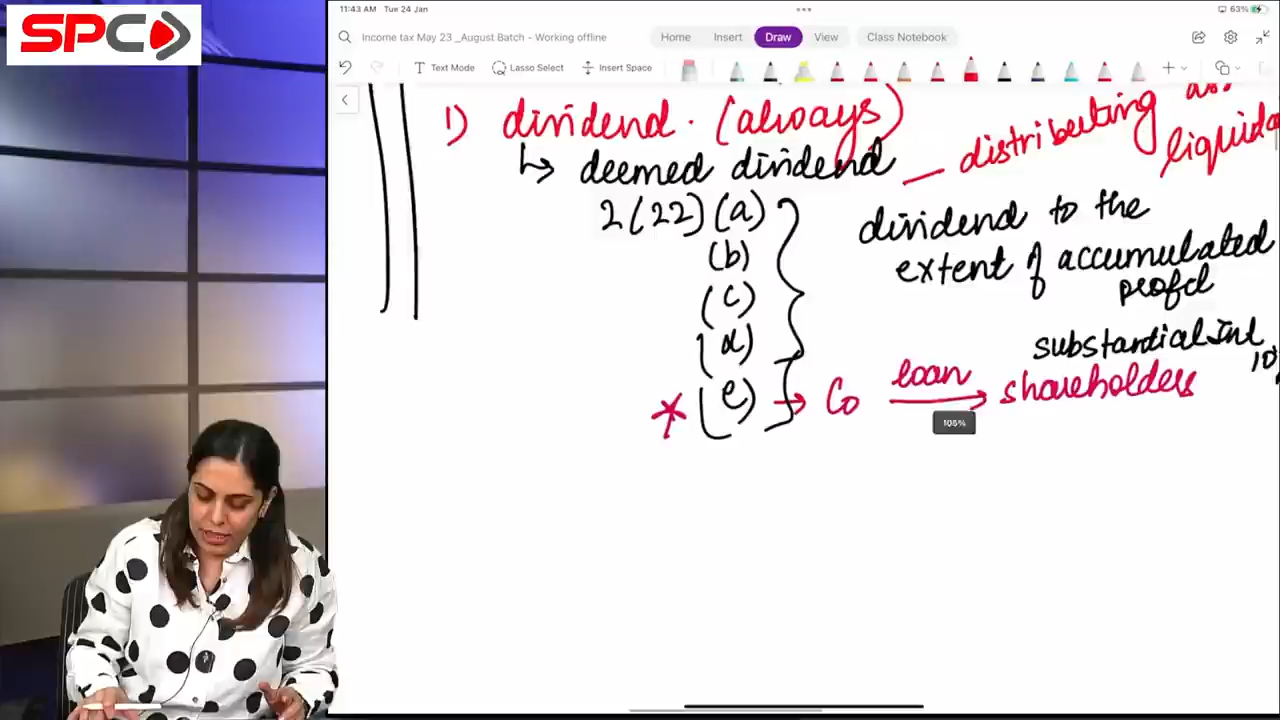 SPC
11:43 AM Tue 24 Jan
63%
Income tax May 23 _August Batch - Working offline
Home Insert Draw View Class Notebook
Text Mode Lasso Select Insert Space
1) dividend. (always)
↳ deemed dividend
distributing
2(22) (a)
(b)
(c)
(d)
* (e) → Co loan → shareholders
dividend to the
extent of accumulated
profit
substantial Int
10%
105%